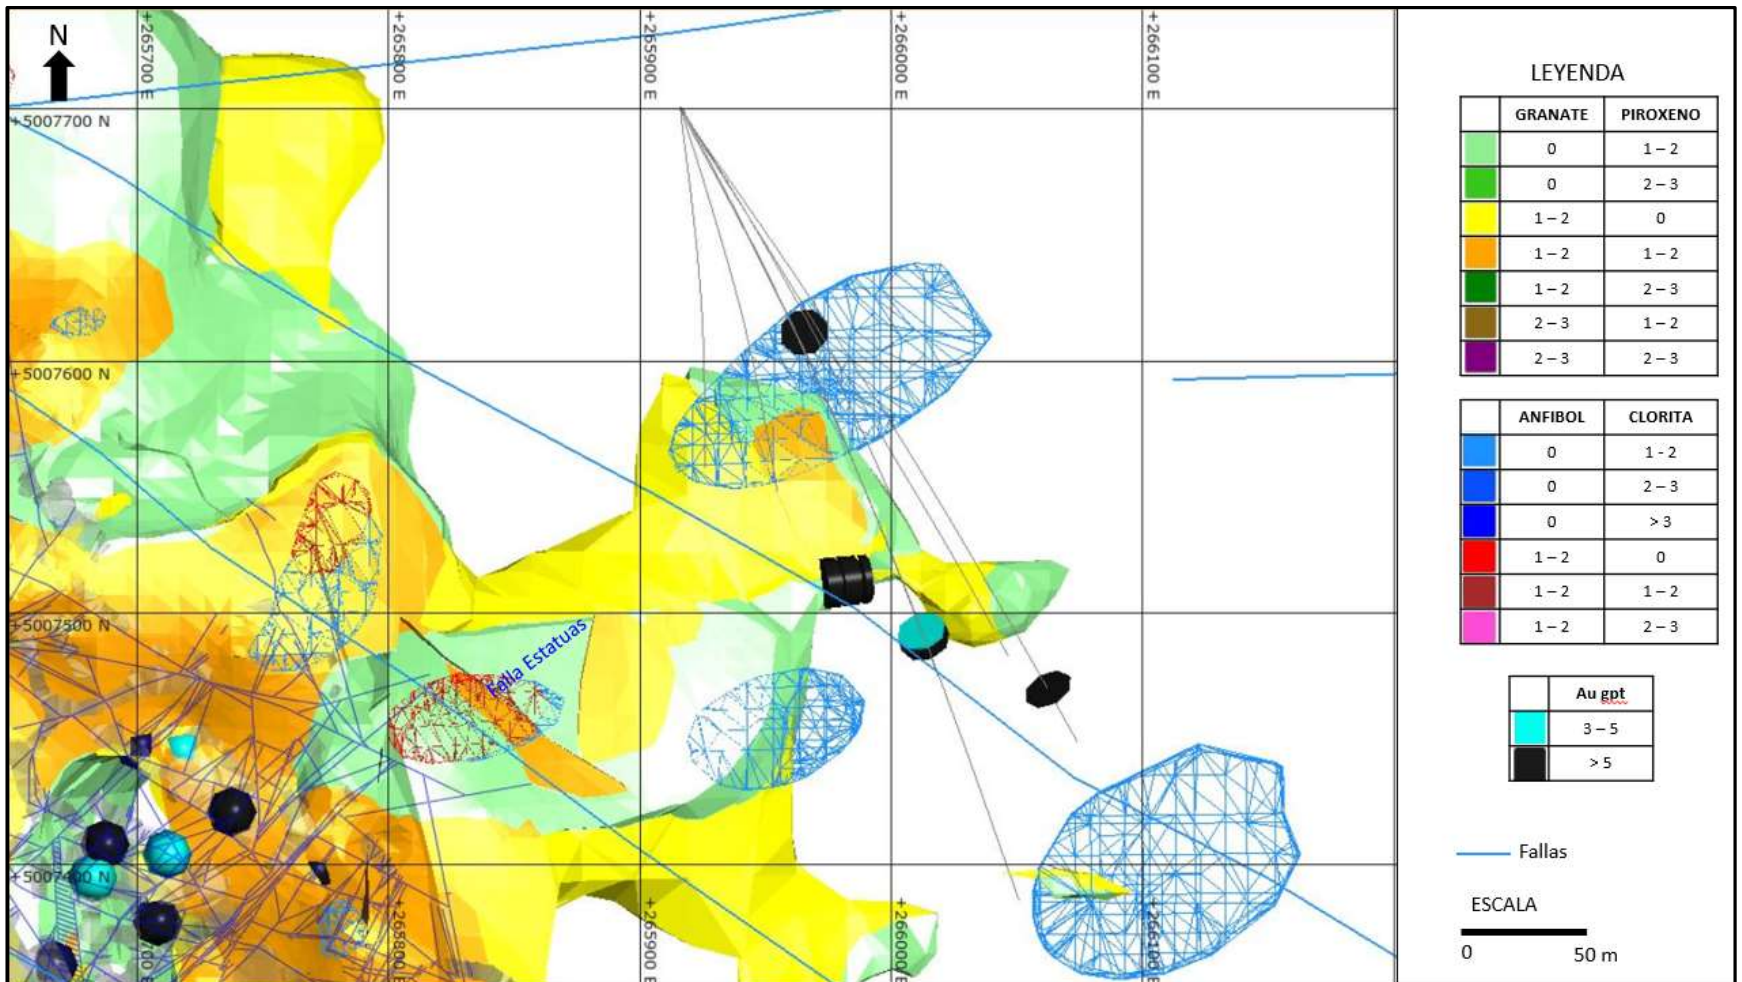 N
+265700 E
+265800 E
+265900 E
+266000 E
+266100 E
+5007700 N
+5007600 N
+5007500 N
+5007400 N
Falla Estatuas
+265800 E
+265900 E
+266000 E
+266100 E
LEYENDA
GRANATE PIROXENO
0 1 – 2
0 2 – 3
1 – 2 0
1 – 2 1 – 2
1 – 2 2 – 3
2 – 3 1 – 2
2 – 3 2 – 3
ANFIBOL CLORITA
0 1 - 2
0 2 – 3
0 > 3
1 – 2 0
1 – 2 1 – 2
1 – 2 2 – 3
Au gpt
3 – 5
> 5
Fallas
ESCALA
0 50 m